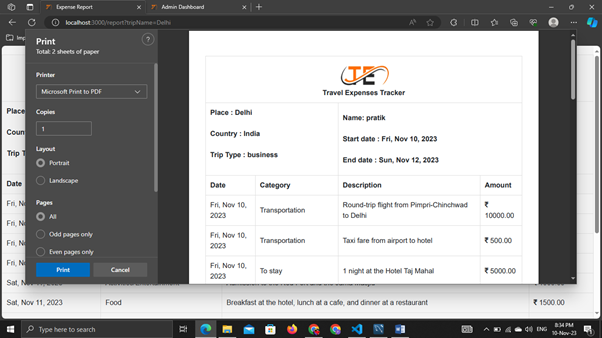 Expense Report
Admin Dashboard
localhost:3000/report?tripName=Delhi
Print
Total: 2 sheets of paper
?
Printer
Microsoft Print to PDF
Copies
1
Layout
Portrait
Landscape
Pages
All
Odd pages only
Even pages only
Print Cancel
TE
Travel Expenses Tracker
Place : Delhi
Country : India
Trip Type : business
Name: pratik
Start date : Fri, Nov 10, 2023
End date : Sun, Nov 12, 2023
Date Category Description Amount
Fri, Nov 10, 2023 Transportation Round-trip flight from Pimpri-Chinchwad to Delhi ₹ 10000.00
Fri, Nov 10, 2023 Transportation Taxi fare from airport to hotel ₹ 500.00
Fri, Nov 10, 2023 To stay 1 night at the Hotel Taj Mahal ₹ 5000.00
Place
Coun
Trip T
Date
Fri, N
Fri, N
Fri, N
Fri, N
Sat, Nov 11, 2023 Food Breakfast at the hotel, lunch at a cafe, and dinner at a restaurant ₹ 1500.00
Type here to search
ENG
8:34 PM
10-Nov-23